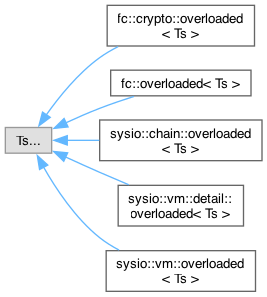 fc::crypto::overloaded
< Ts >
fc::overloaded< Ts >
Ts...
sysio::chain::overloaded
< Ts >
sysio::vm::detail::
overloaded< Ts >
sysio::vm::overloaded
< Ts >